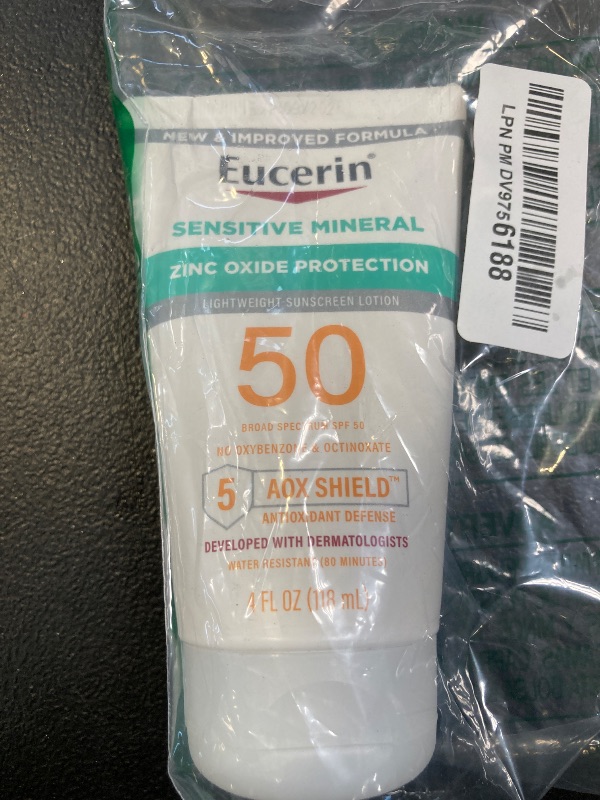 NEW & IMPROVED FORMULA
Eucerin®
SENSITIVE MINERAL
ZINC OXIDE PROTECTION
LIGHTWEIGHT SUNSCREEN LOTION
50
BROAD SPECTRUM SPF 50
NO OXYBENZONE & OCTINOXATE
5 AOX SHIELD™
ANTIOXIDANT DEFENSE
DEVELOPED WITH DERMATOLOGISTS
WATER RESISTANT (80 MINUTES)
4 FL OZ (118 mL)
LPN PM DV975 6188